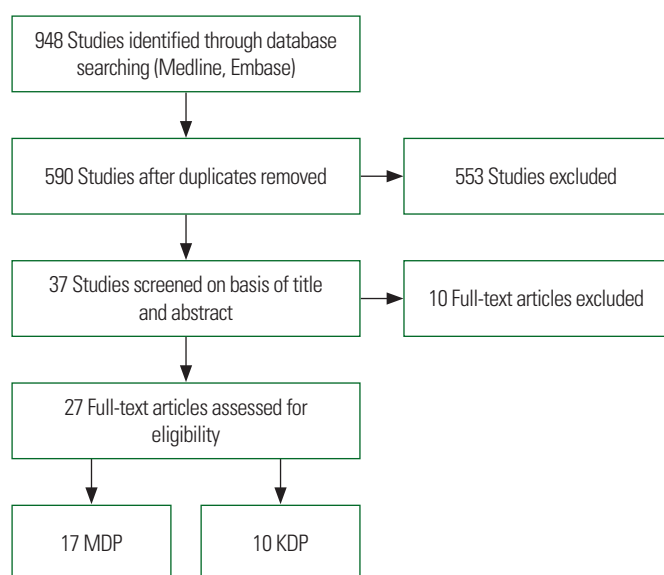 948 Studies identified through database
searching (Medline, Embase)
590 Studies after duplicates removed
553 Studies excluded
37 Studies screened on basis of title
and abstract
10 Full-text articles excluded
27 Full-text articles assessed for
eligibility
17 MDP
10 KDP